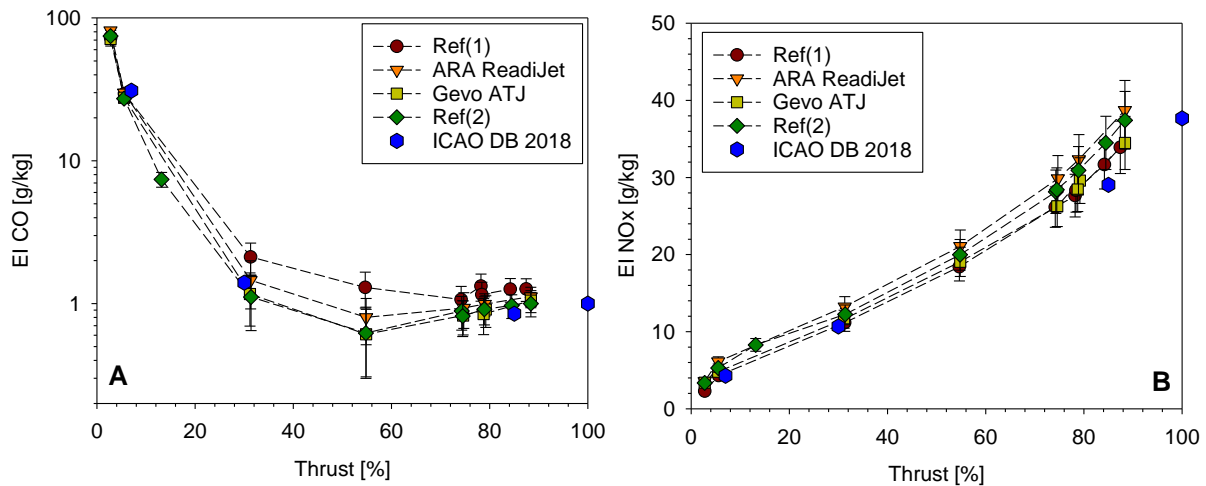 100
10
1
EI CO [g/kg]
Ref(1)
ARA ReadiJet
Gevo ATJ
Ref(2)
ICAO DB 2018
A
0 20 40 60 80 100
Thrust [%]
50
40
30
20
10
0
EI NOx [g/kg]
Ref(1)
ARA ReadiJet
Gevo ATJ
Ref(2)
ICAO DB 2018
B
0 20 40 60 80 100
Thrust [%]